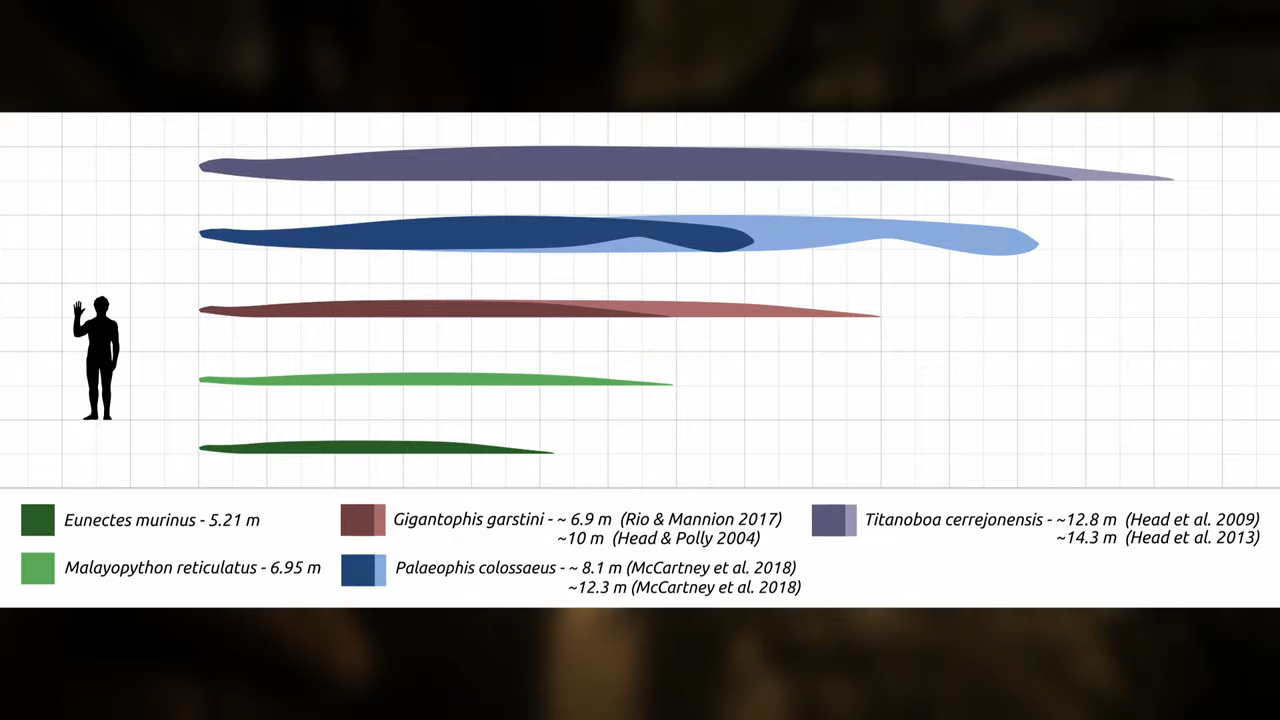 Eunectes murinus - 5.21 m
Malayopython reticulatus - 6.95 m
Gigantophis garstini - ~ 6.9 m (Rio & Mannion 2017)
~10 m (Head & Polly 2004)
Palaeophis colossaeus - ~ 8.1 m (McCartney et al. 2018)
~12.3 m (McCartney et al. 2018)
Titanoboa cerrejonensis - ~12.8 m (Head et al. 2009)
~14.3 m (Head et al. 2013)